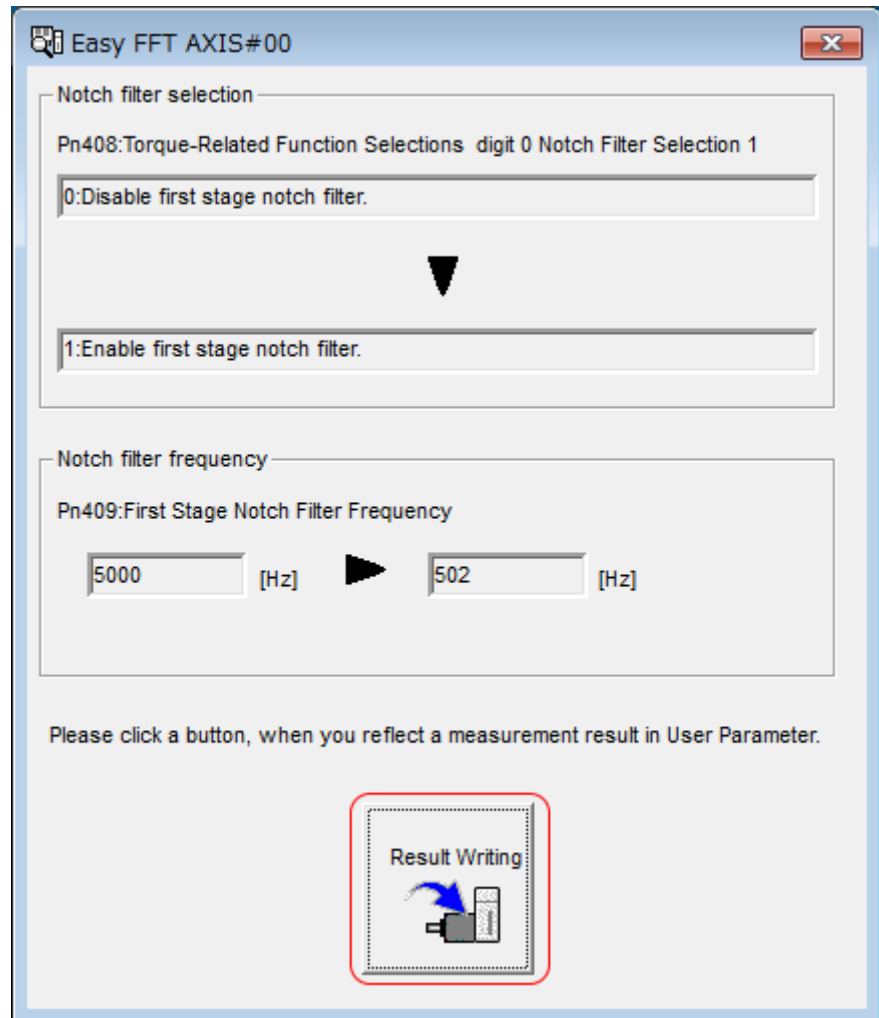 Easy FFT AXIS#00
Notch filter selection
Pn408:Torque-Related Function Selections digit 0 Notch Filter Selection 1
0:Disable first stage notch filter.
1:Enable first stage notch filter.
Notch filter frequency
Pn409:First Stage Notch Filter Frequency
5000 [Hz] 502 [Hz]
Please click a button, when you reflect a measurement result in User Parameter.
Result Writing